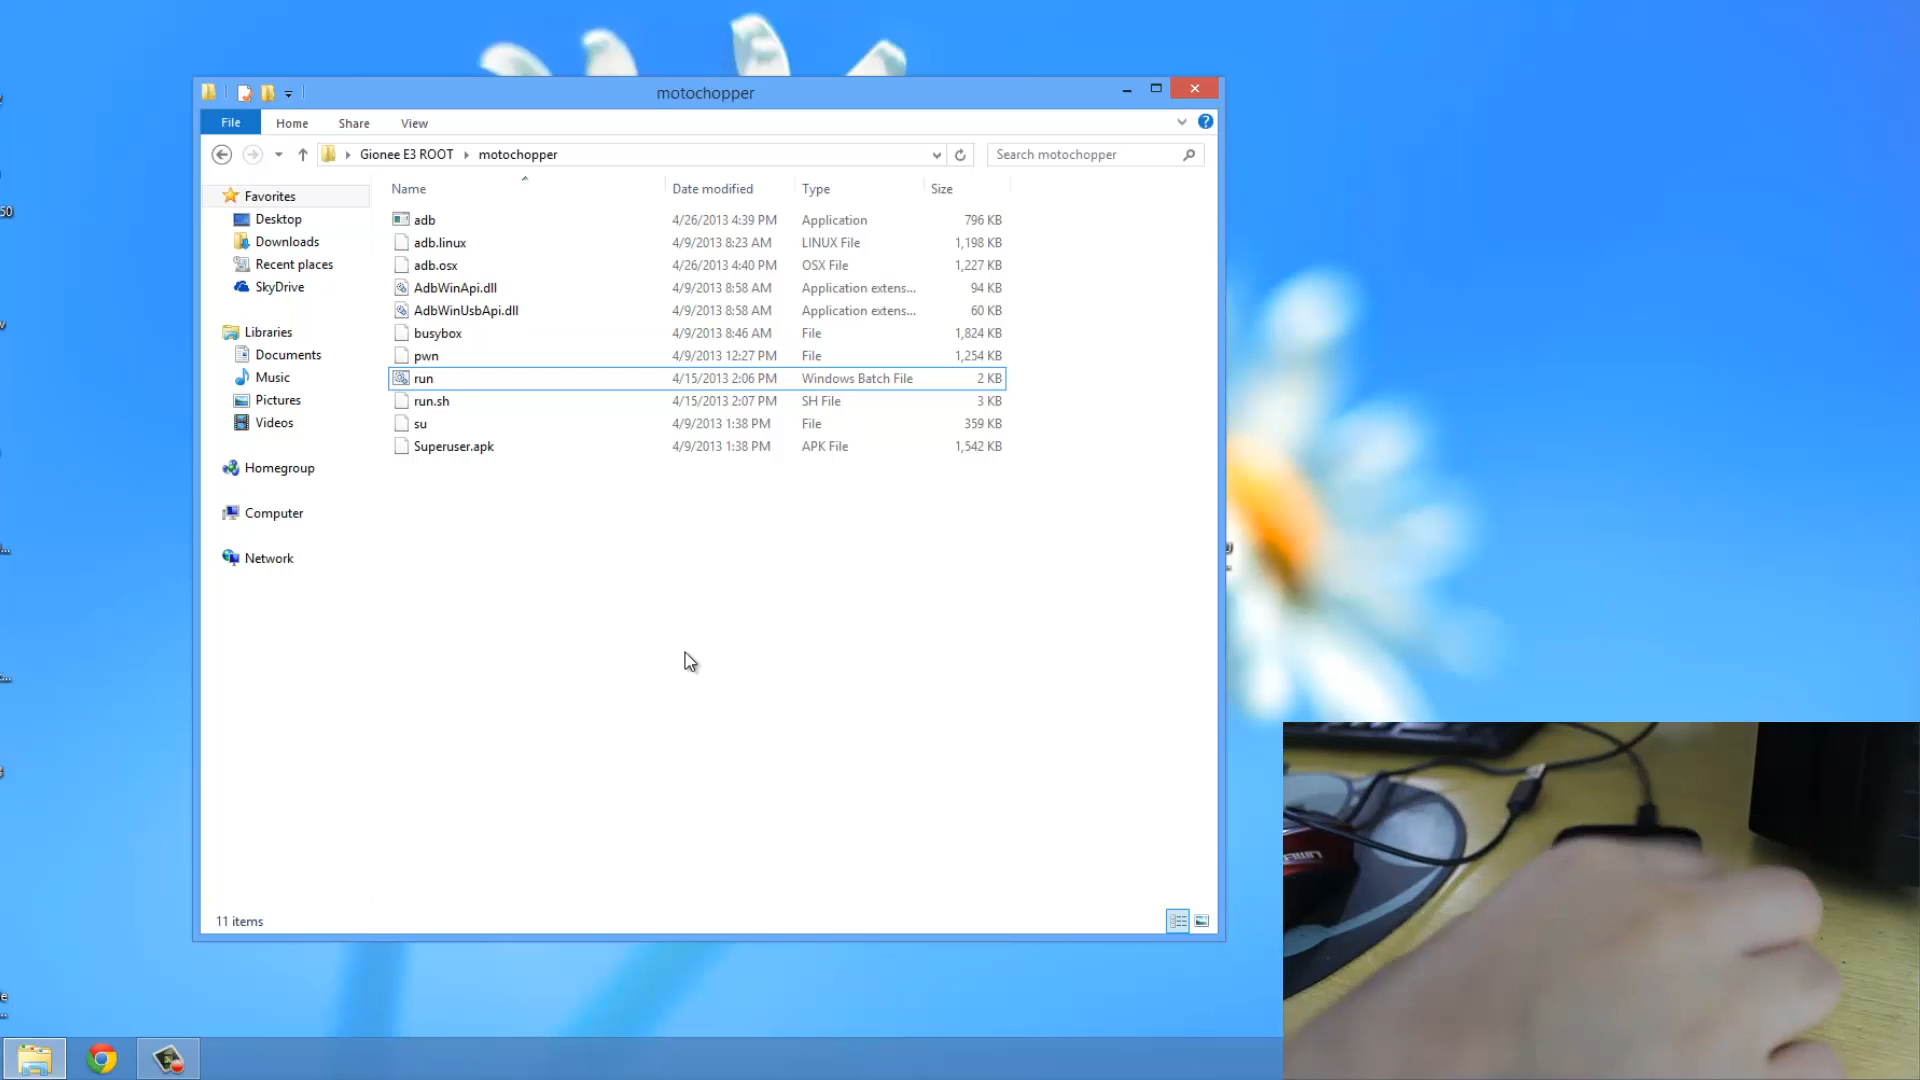 motochopper
File Home Share View
Gionee E3 ROOT motochopper Search motochopper
Name Date modified Type Size
Favorites
Desktop
Downloads
Recent places
SkyDrive
Libraries
Documents
Music
Pictures
Videos
Homegroup
Computer
Network
adb 4/26/2013 4:39 PM Application 796 KB
adb.linux 4/9/2013 8:23 AM LINUX File 1,198 KB
adb.osx 4/26/2013 4:40 PM OSX File 1,227 KB
AdbWinApi.dll 4/9/2013 8:58 AM Application extens... 94 KB
AdbWinUsbApi.dll 4/9/2013 8:58 AM Application extens... 60 KB
busybox 4/9/2013 8:46 AM File 1,824 KB
pwn 4/9/2013 12:27 PM File 1,254 KB
run 4/15/2013 2:06 PM Windows Batch File 2 KB
run.sh 4/15/2013 2:07 PM SH File 3 KB
su 4/9/2013 1:38 PM File 359 KB
Superuser.apk 4/9/2013 1:38 PM APK File 1,542 KB
11 items
50